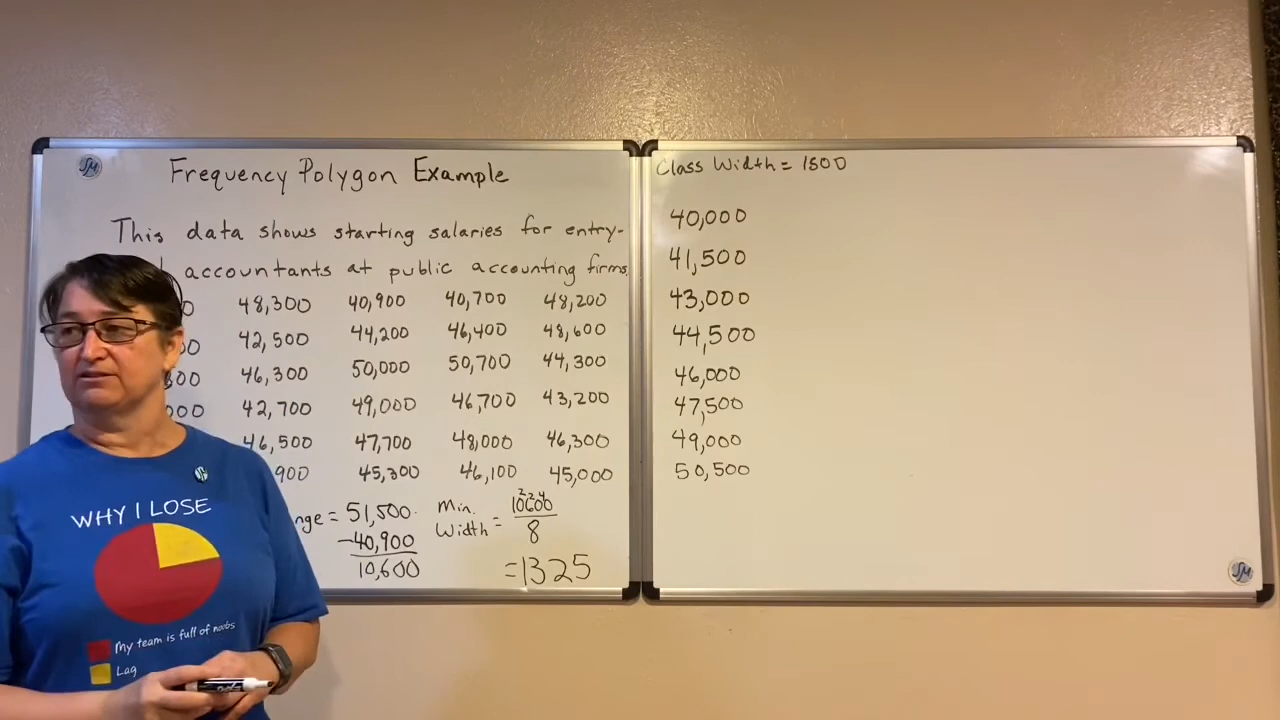 Frequency Polygon Example
This data shows starting salaries for entry-
accountants at public accounting firms.
48,300 40,900 40,700 48,200
42,500 44,200 46,400 48,600
46,300 50,000 50,700 44,300
42,700 49,000 46,700 43,200
46,500 47,700 48,000 46,300
45,300 46,100 45,000
= 51,500
-40,900
10,600
Min. Width = 10600 / 8
=1325
Class Width = 1500
40,000
41,500
43,000
44,500
46,000
47,500
49,000
50,500
SM
SM
WHY I LOSE
My team is full of noobs
Lag